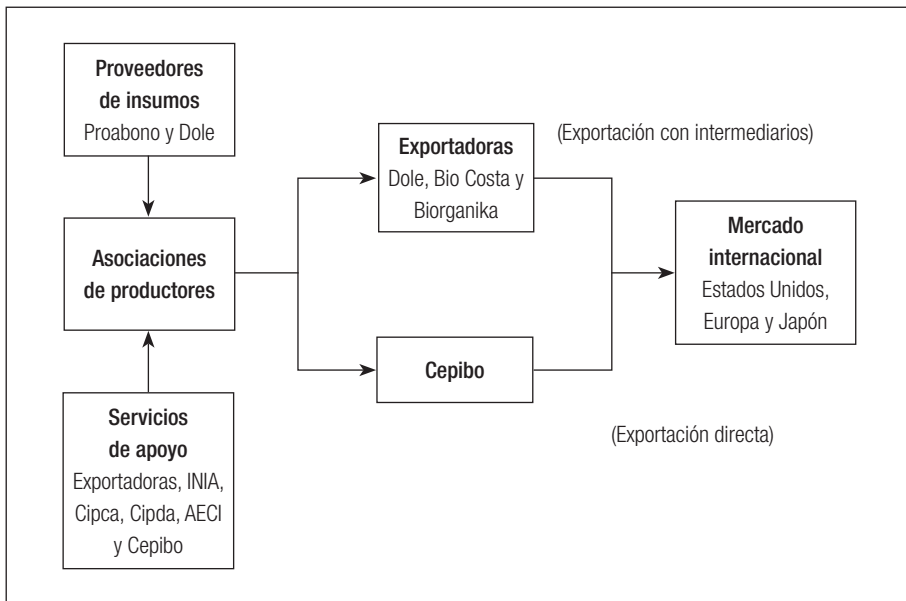 Proveedores
de insumos
Proabono y Dole
Asociaciones
de productores
Servicios
de apoyo
Exportadoras, INIA,
Cipca, Cipda, AECI
y Cepibo
Exportadoras
Dole, Bio Costa y
Biorganika
(Exportación con intermediarios)
Cepibo
(Exportación directa)
Mercado
internacional
Estados Unidos,
Europa y Japón